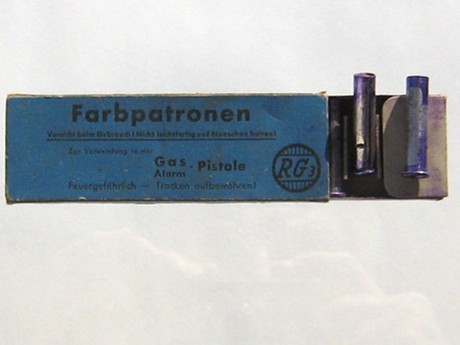 Farbpatronen
Vorsicht beim Gebrauch! Nicht leichtfertig auf Menschen halten!
Zur Verwendung in der
Gas- Pistole
Alarm
Feuergefährlich — Trocken aufbewahren!
RG3